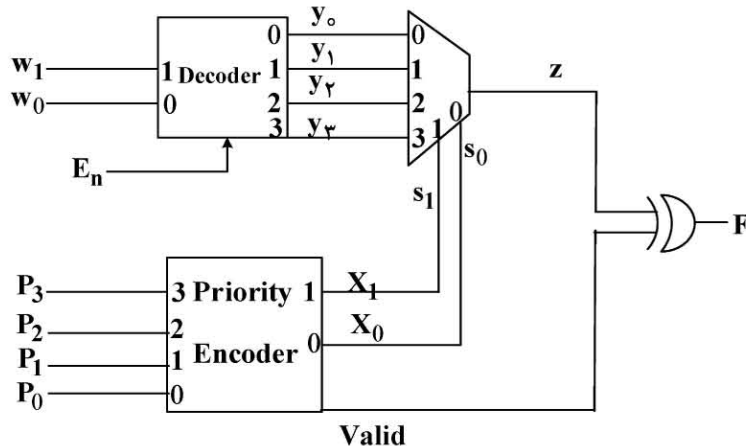 y₀
0 0
w₁ 1 Decoder 1 y₁ 1 z
w₀ 0 2 y₂ 2 0
3 y₃ 3 1
Eₙ s₁ s₀
F
P₃ 3 Priority 1 X₁
P₂ 2 X₀
P₁ 1 Encoder 0
P₀ 0
Valid